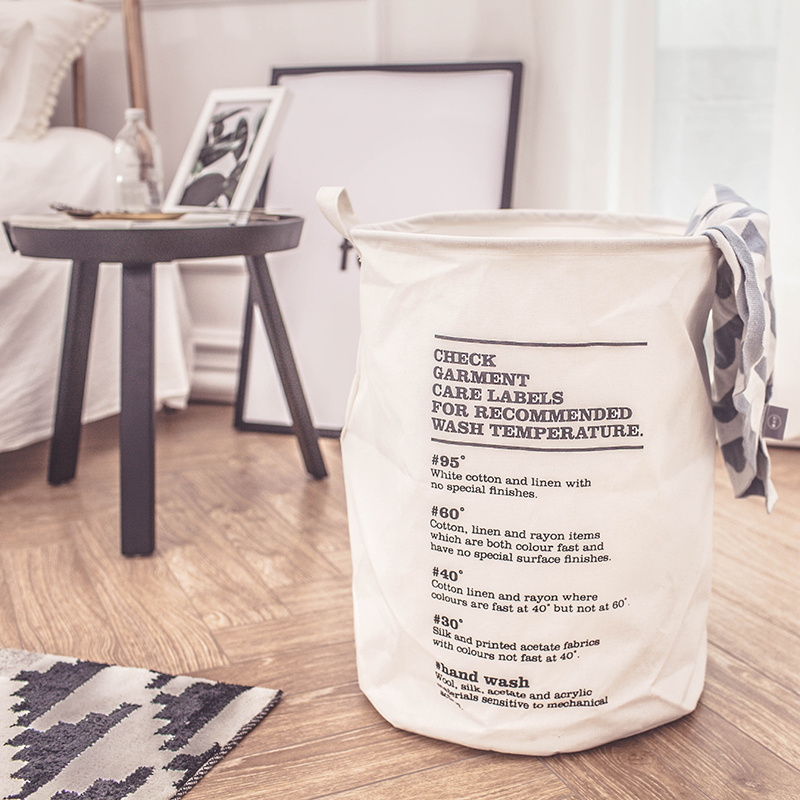 CHECK
GARMENT
CARE LABELS
FOR RECOMMENDED
WASH TEMPERATURE.
#95°
White cotton and linen with
no special finishes.
#60°
Cotton, linen and rayon items
which are both colour fast and
have no special surface finishes.
#40°
Cotton linen and rayon where
colours are fast at 40° but not at 60°.
#30°
Silk and printed acetate fabrics
with colours not fast at 40°.
#hand wash
Wool, silk, acetate and acrylic
materials sensitive to mechanical